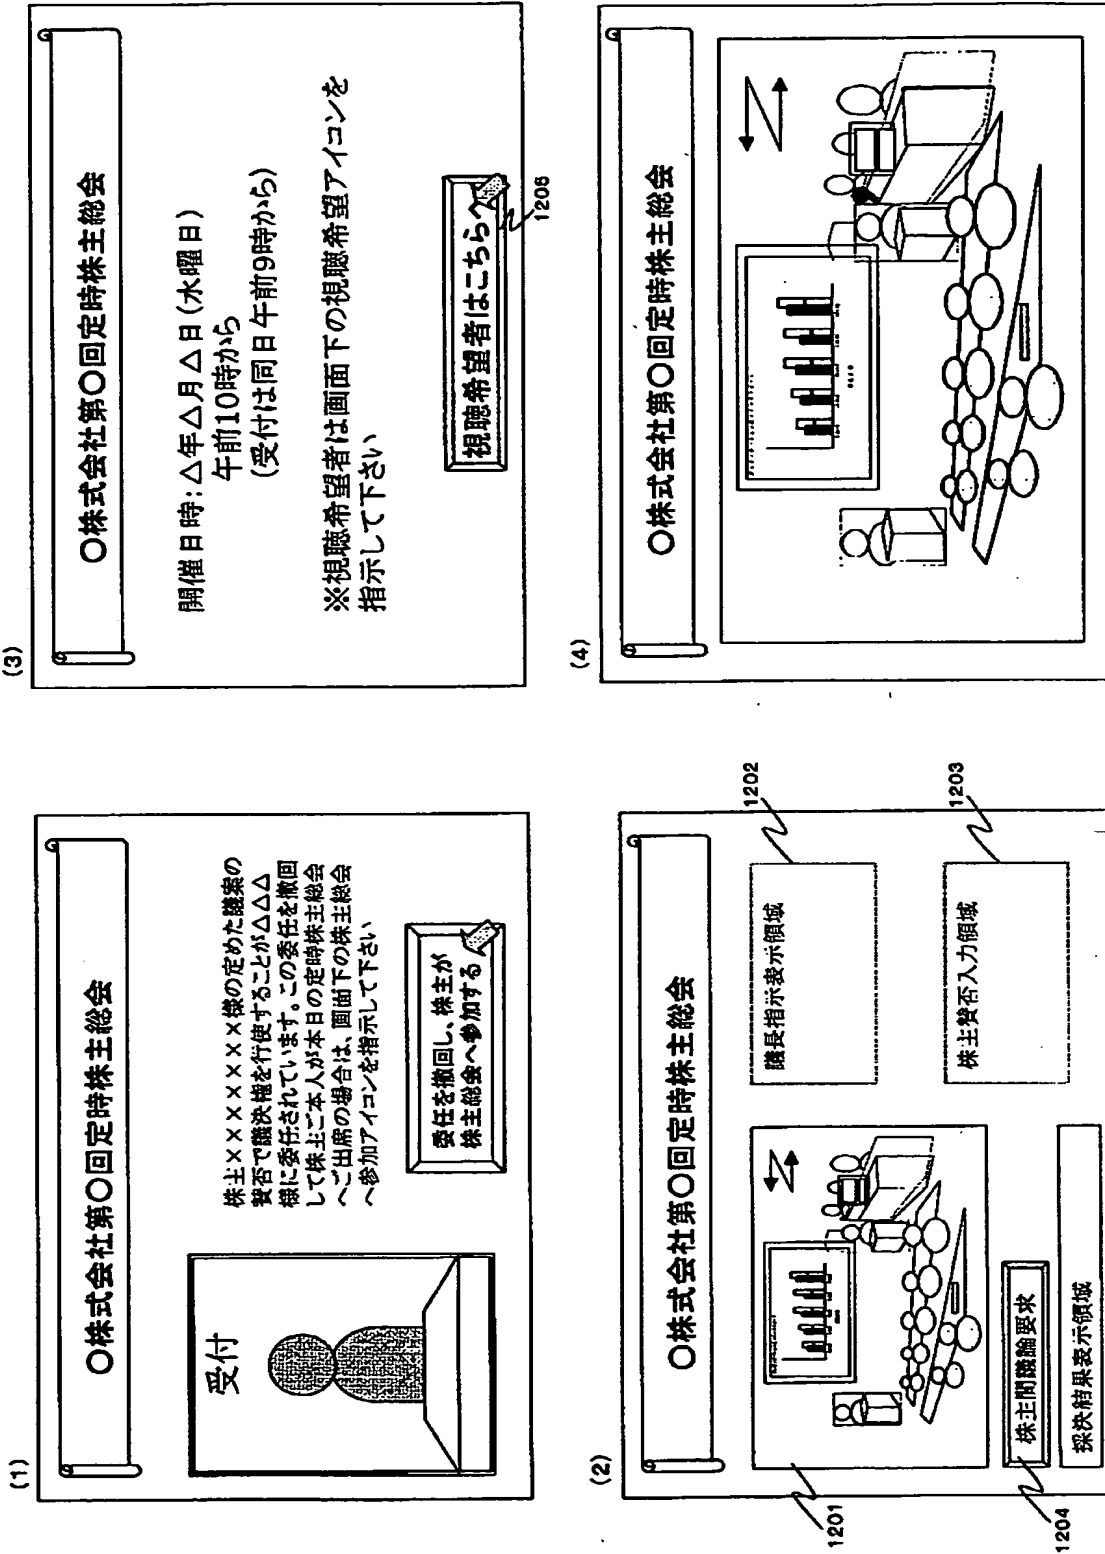 (1)
〇株式会社第〇回定時株主総会
受付
株主××××××様の定めた議案の
賛否で議決権を行使することが△△△
様に委任されています。この委任を撤回
して株主ご本人が本日の定時株主総会
へご出席の場合は、画面下の株主総会
へ参加アイコンを指示して下さい
委任を撤回し、株主が
株主総会へ参加する
(2)
〇株式会社第〇回定時株主総会
議長指示表示領域
株主賛否入力領域
株主間議論要求
採決結果表示領域
1201
1202
1203
1204
(3)
〇株式会社第〇回定時株主総会
開催日時:△年△月△日(水曜日)
午前10時から
(受付は同日午前9時から)
※視聴希望者は画面下の視聴希望アイコンを
指示して下さい
視聴希望者はこちらへ
1206
(4)
〇株式会社第〇回定時株主総会